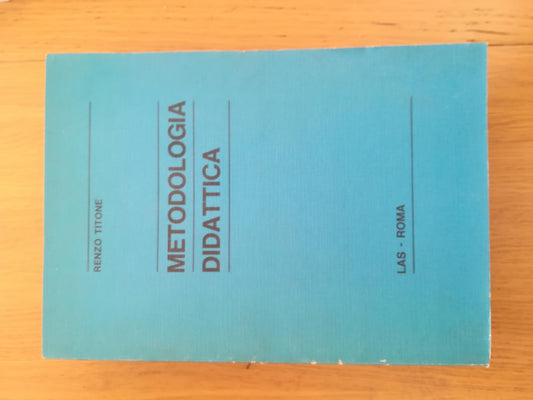 RENZO TITONE
METODOLOGIA
DIDATTICA
LAS - ROMA